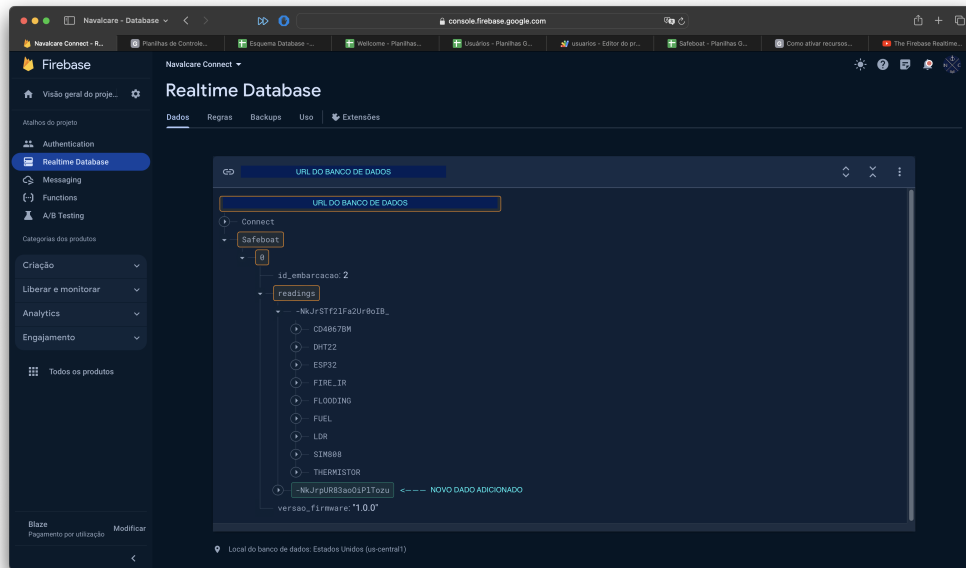 Navalcare - Database
console.firebase.google.com
Navalcare Connect – R...
Planilhas de Controle...
Esquema Database -...
Wellcome - Planilhas...
Usuários - Planilhas G...
usuarios - Editor do pr...
Safeboat - Planilhas G...
Como ativar recursos...
The Firebase Realtime...
Firebase
Navalcare Connect
Visão geral do proje...
Realtime Database
Dados
Regras
Backups
Uso
Extensões
Atalhos do projeto
Authentication
Realtime Database
Messaging
Functions
A/B Testing
Categorias dos produtos
Criação
Liberar e monitorar
Analytics
Engajamento
Todos os produtos
Blaze
Pagamento por utilização
Modificar
URL DO BANCO DE DADOS
URL DO BANCO DE DADOS
Connect
Safeboat
0
id_embarcacao: 2
readings
-NkJrSTf2lFa2Ur0oIB_
CD4067BM
DHT22
ESP32
FIRE_IR
FLOODING
FUEL
LDR
SIM808
THERMISTOR
-NkJrpUR83aoOiPlTozu <--- NOVO DADO ADICIONADO
versao_firmware: "1.0.0"
Local do banco de dados: Estados Unidos (us-central1)